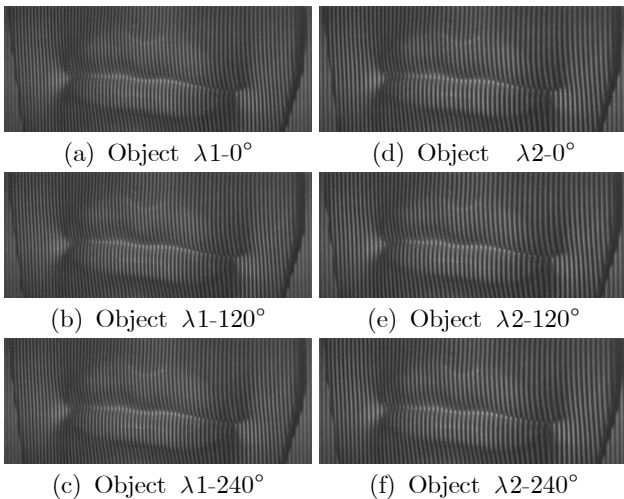 (a) Object λ1-0°
(d) Object λ2-0°
(b) Object λ1-120°
(e) Object λ2-120°
(c) Object λ1-240°
(f) Object λ2-240°